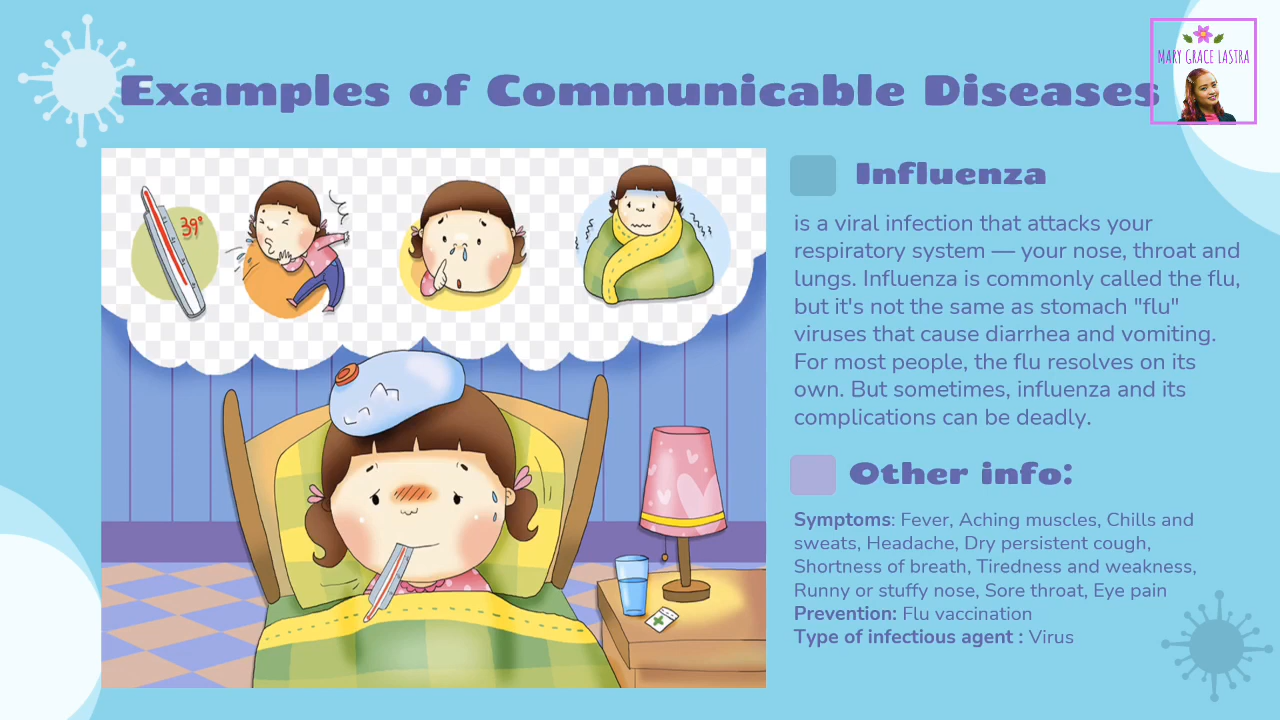 Examples of Communicable Diseases
MARY GRACE LASTRA
39°
Influenza
is a viral infection that attacks your
respiratory system — your nose, throat and
lungs. Influenza is commonly called the flu,
but it's not the same as stomach "flu"
viruses that cause diarrhea and vomiting.
For most people, the flu resolves on its
own. But sometimes, influenza and its
complications can be deadly.
Other info:
Symptoms: Fever, Aching muscles, Chills and
sweats, Headache, Dry persistent cough,
Shortness of breath, Tiredness and weakness,
Runny or stuffy nose, Sore throat, Eye pain
Prevention: Flu vaccination
Type of infectious agent : Virus